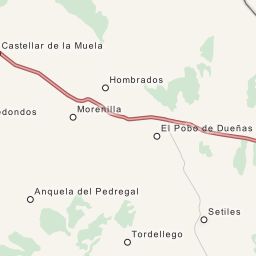 Castellar de la Muela
Hombrados
edondos
Morenilla
El Pobo de Dueñas
Anquela del Pedregal
Setiles
Tordellego